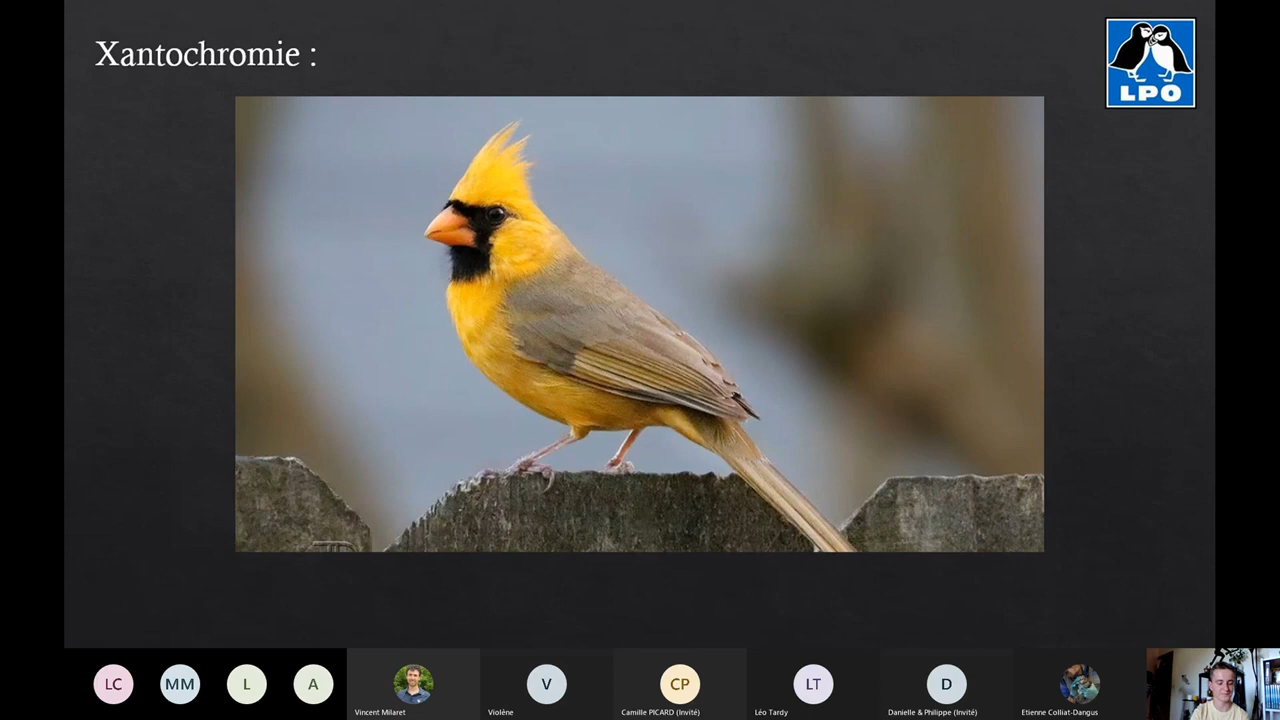 Xantochromie :
LPO
LC
MM
L
A
V
CP
LT
D
Vincent Milaret
Violène
Camille PICARD (Invité)
Léo Tardy
Danielle & Philippe (Invité)
Etienne Colliat-Dangus